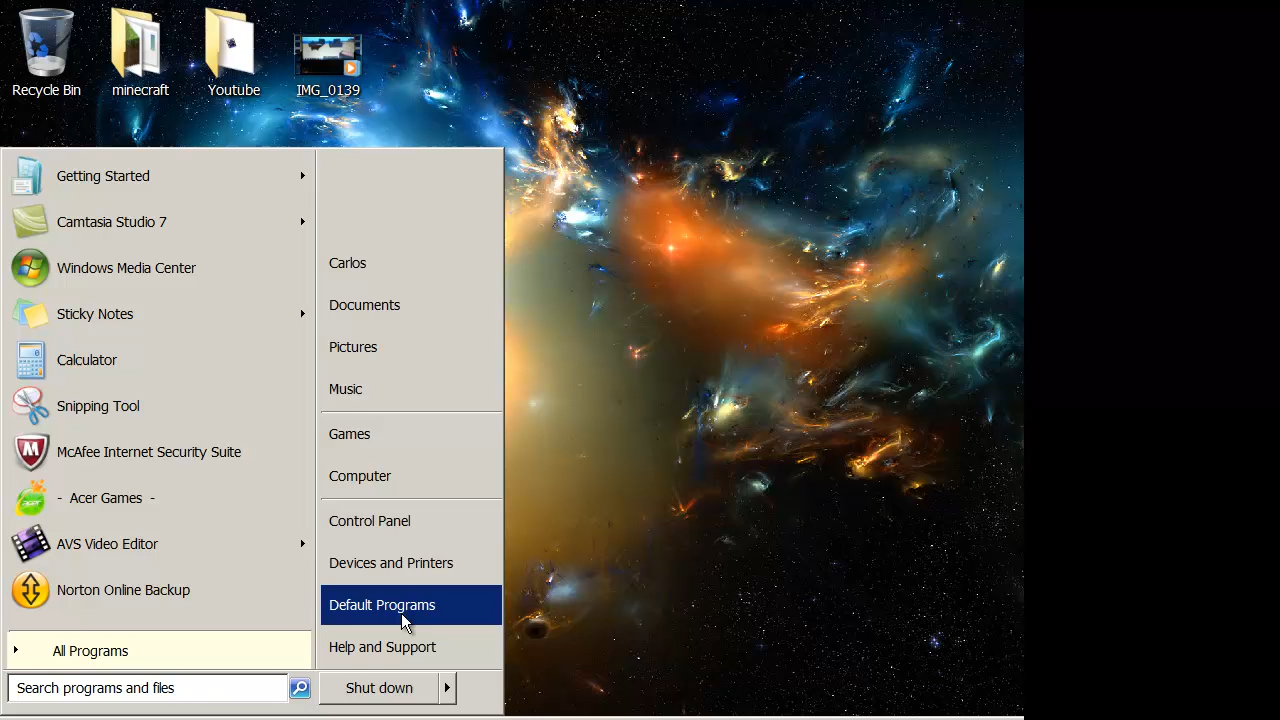 Recycle Bin
minecraft
Youtube
IMG_0139
Getting Started
Camtasia Studio 7
Windows Media Center
Sticky Notes
Calculator
Snipping Tool
McAfee Internet Security Suite
- Acer Games -
AVS Video Editor
Norton Online Backup
All Programs
Search programs and files
Carlos
Documents
Pictures
Music
Games
Computer
Control Panel
Devices and Printers
Default Programs
Help and Support
Shut down